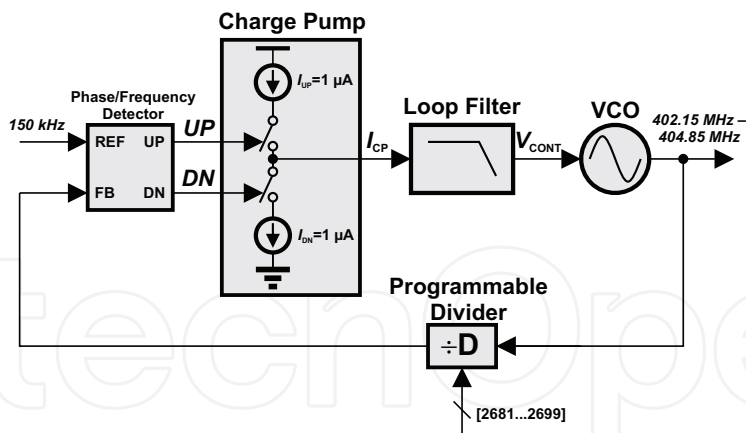 Charge Pump
I_UP=1 µA
Phase/Frequency
Detector
150 kHz
REF UP
FB DN
UP
DN
I_CP
I_DN=1 µA
Loop Filter
V_CONT
VCO
402.15 MHz –
404.85 MHz
Programmable
Divider
÷D
[2681...2699]
tecnOpe